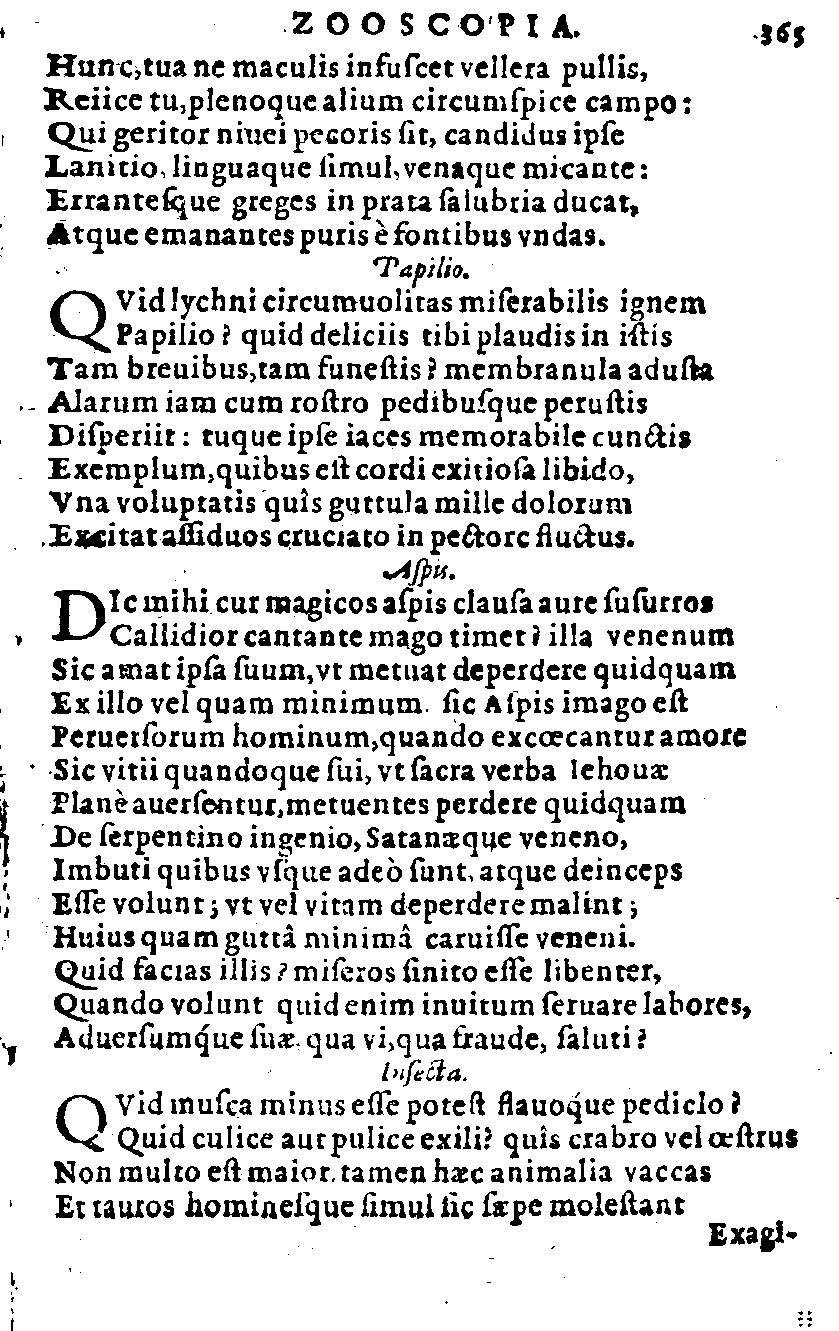 ZOOSCOPIA. 365
Hunc, tua ne maculis infuſcet vellera pullis,
Reiice tu, plenoque alium circumſpice campo:
Qui geritor niuei pecoris ſit, candidus ipſe
Lanitio, linguaque ſimul, venaque micante:
Erranteſque greges in prata ſalubria ducat,
Atque emanantes puris è fontibus vndas.
Papilio.
QVid lychni circumuolitas miſerabilis ignem
Papilio? quid deliciis tibi plaudis in iſtis
Tam breuibus, tam funeſtis? membranula aduſta
Alarum iam cum roſtro pedibuſque peruſtis
Diſperiit: tuque ipſe iaces memorabile cunctis
Exemplum, quibus eſt cordi exitioſa libido,
Vna voluptatis quîs guttula mille dolorum
Excitat aſſiduos cruciato in pectore fluctus.
Aſpis.
DIc mihi cur magicos aſpis clauſa aure ſuſurros
Callidior cantante mago timet? illa venenum
Sic amat ipſa ſuum, vt metuat deperdere quidquam
Ex illo vel quam minimum. ſic Aſpis imago eſt
Peruerſorum hominum, quando excœcantur amore
Sic vitii quandoque ſui, vt ſacra verba Iehouæ
Planè auerſentur, metuentes perdere quidquam
De ſerpentino ingenio, Satanæque veneno,
Imbuti quibus vſque adeò ſunt, atque deinceps
Eſſe volunt; vt vel vitam deperdere malint;
Huius quam guttâ minimâ caruiſſe veneni.
Quid facias illis? miſeros ſinito eſſe libenter,
Quando volunt quid enim inuitum ſeruare labores,
Aduerſumq́ue ſuæ. qua vi, qua fraude, ſaluti?
Inſecta.
QVid muſca minus eſſe poteſt flauoq́ue pediclo?
Quid culice aut pulice exili? quîs crabro vel œſtrus
Non multo eſt maior. tamen hæc animalia vaccas
Et tauros homineſque ſimul ſic ſæpe moleſtant
Exagi-